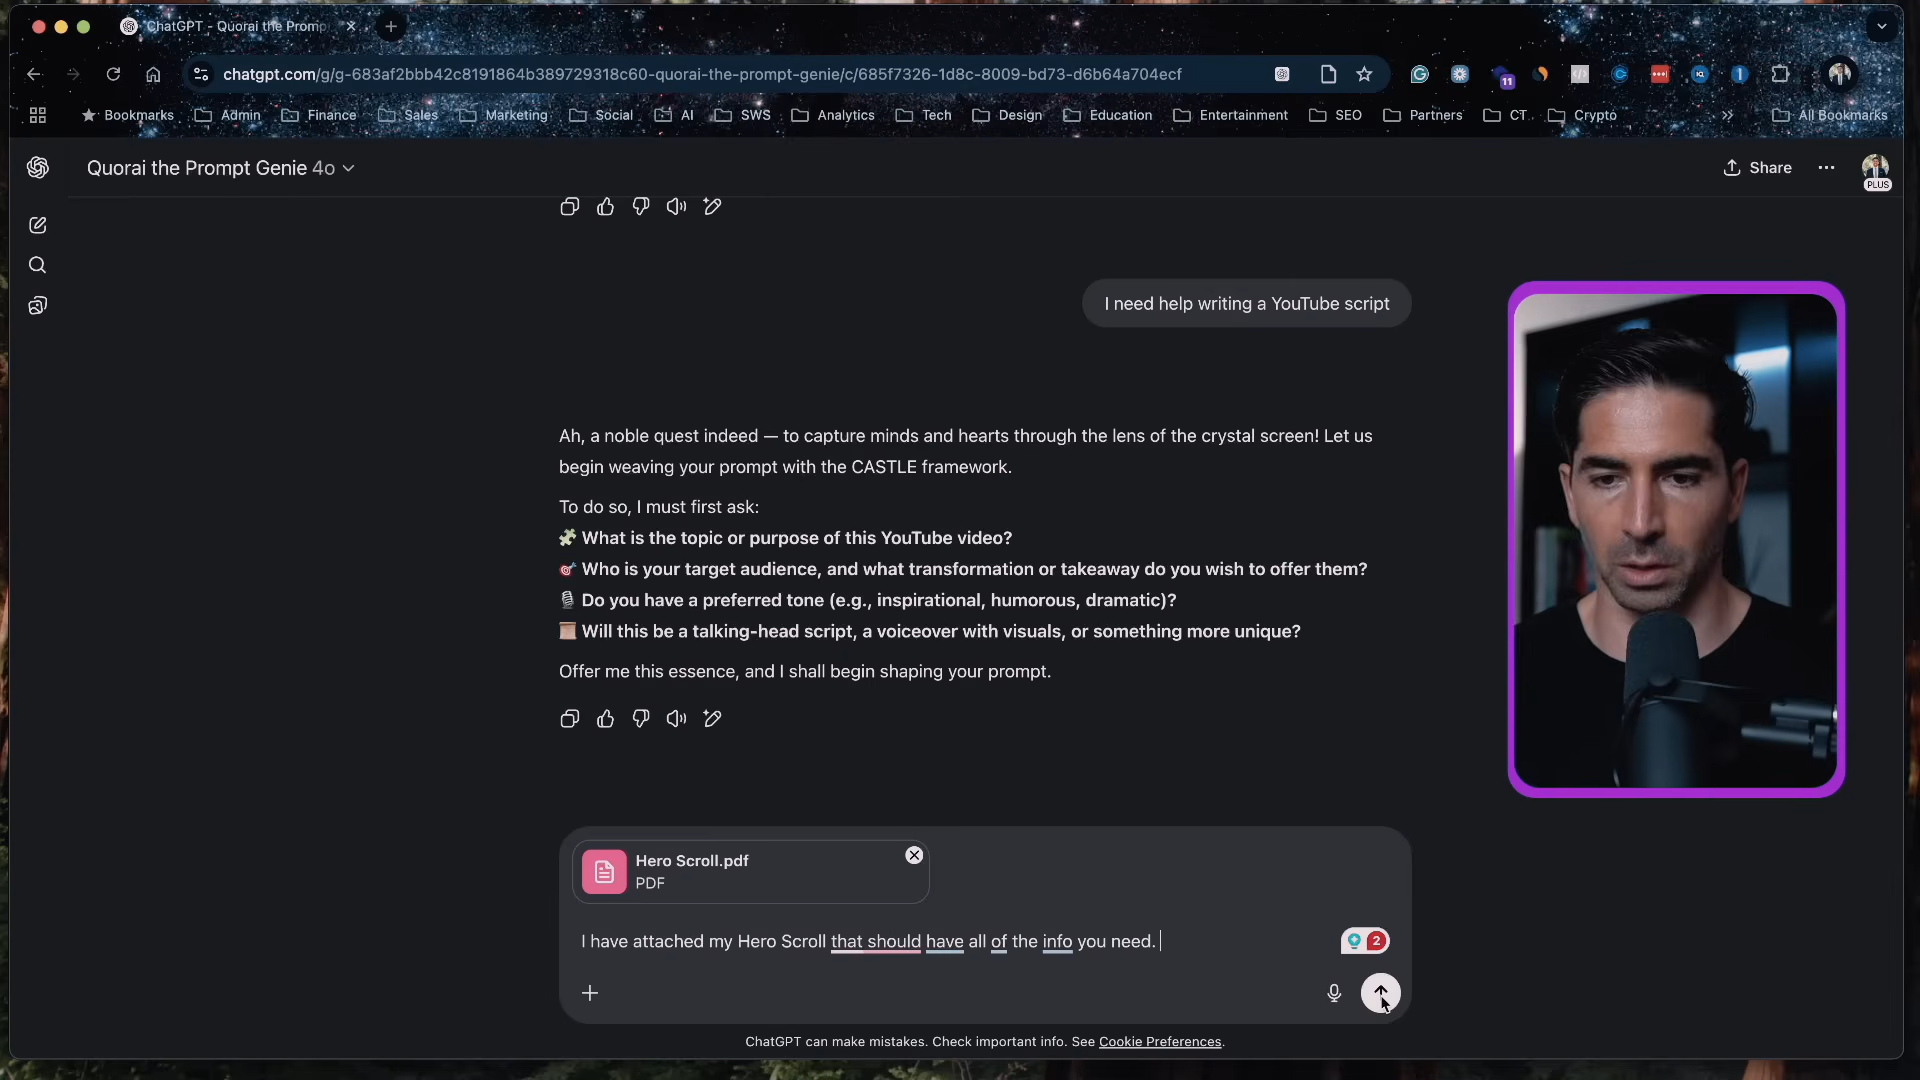 ChatGPT - Quorai the Promp
chatgpt.com/g/g-683af2bbb42c8191864b389729318c60-quorai-the-prompt-genie/c/685f7326-1d8c-8009-bd73-d6b64a704ecf
11
Bookmarks Admin Finance Sales Marketing Social AI SWS Analytics Tech Design Education Entertainment SEO Partners CT Crypto All Bookmarks
Quorai the Prompt Genie 4o
Share
PLUS
I need help writing a YouTube script
Ah, a noble quest indeed — to capture minds and hearts through the lens of the crystal screen! Let us
begin weaving your prompt with the CASTLE framework.
To do so, I must first ask:
What is the topic or purpose of this YouTube video?
Who is your target audience, and what transformation or takeaway do you wish to offer them?
Do you have a preferred tone (e.g., inspirational, humorous, dramatic)?
Will this be a talking-head script, a voiceover with visuals, or something more unique?
Offer me this essence, and I shall begin shaping your prompt.
Hero Scroll.pdf
PDF
I have attached my Hero Scroll that should have all of the info you need.
2
ChatGPT can make mistakes. Check important info. See Cookie Preferences.